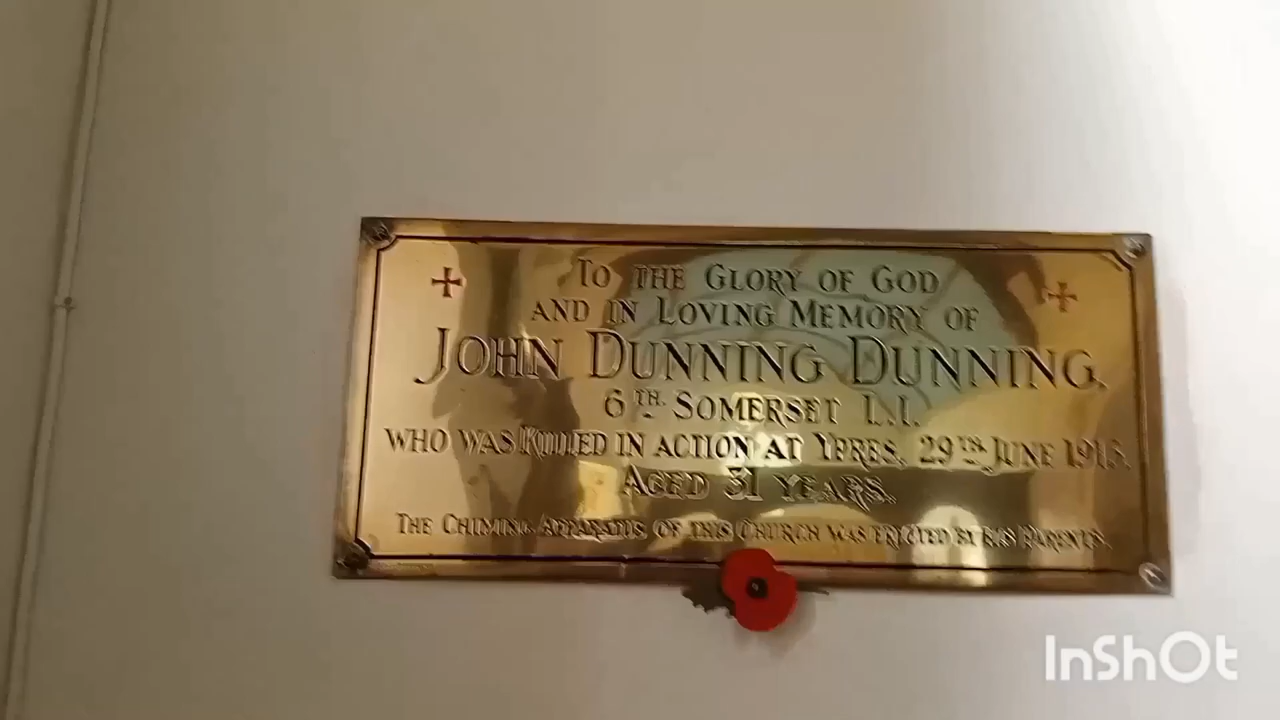 To the Glory of God
and in Loving Memory of
John Dunning Dunning,
6TH. Somerset L.I.
who was killed in action at Ypres, 29TH. June 1915.
Aged 31 years.
The Chiming Apparatus of this Church was erected by his Parents.
InShOt